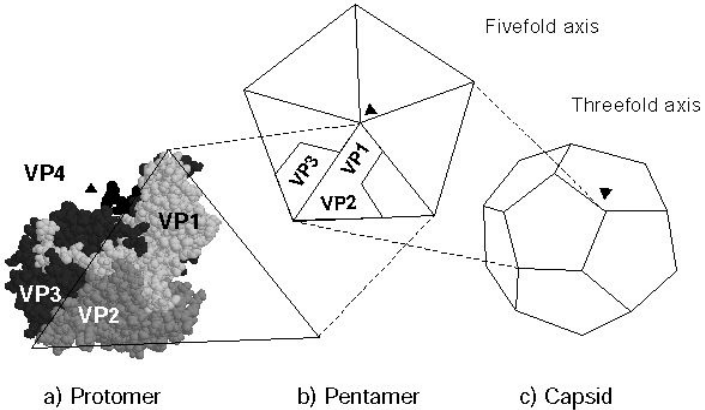 Fivefold axis
Threefold axis
VP4
VP1
VP3
VP2
VP3
VP1
VP2
a) Protomer
b) Pentamer
c) Capsid